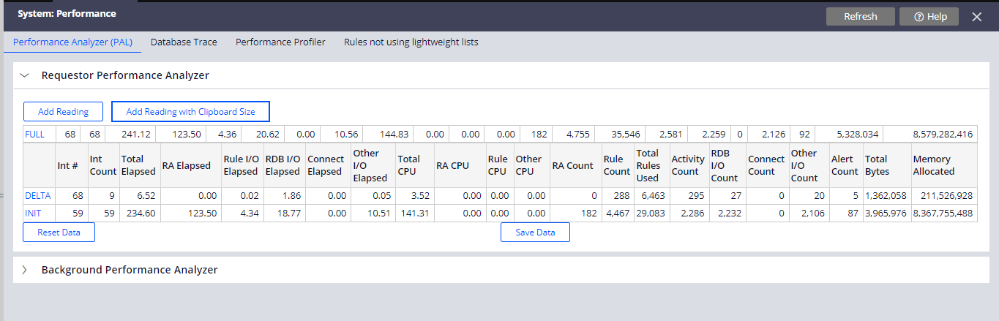 System: Performance
Refresh
Help
Performance Analyzer (PAL) Database Trace Performance Profiler Rules not using lightweight lists
Requestor Performance Analyzer
Add Reading Add Reading with Clipboard Size
FULL 68 68 241.12 123.50 4.36 20.62 0.00 10.56 144.83 0.00 0.00 0.00 182 4,755 35,546 2,581 2,259 0 2,126 92 5,328,034 8,579,282,416
Int # Int Count Total Elapsed RA Elapsed Rule I/O Elapsed RDB I/O Elapsed Connect Elapsed Other I/O Elapsed Total CPU RA CPU Rule CPU Other CPU RA Count Rule Count Total Rules Used Activity Count RDB I/O Count Connect Count Other I/O Count Alert Count Total Bytes Memory Allocated
DELTA 68 9 6.52 0.00 0.02 1.86 0.00 0.05 3.52 0.00 0.00 0.00 0 288 6,463 295 27 0 20 5 1,362,058 211,526,928
INIT 59 59 234.60 123.50 4.34 18.77 0.00 10.51 141.31 0.00 0.00 0.00 182 4,467 29,083 2,286 2,232 0 2,106 87 3,965,976 8,367,755,488
Reset Data Save Data
Background Performance Analyzer